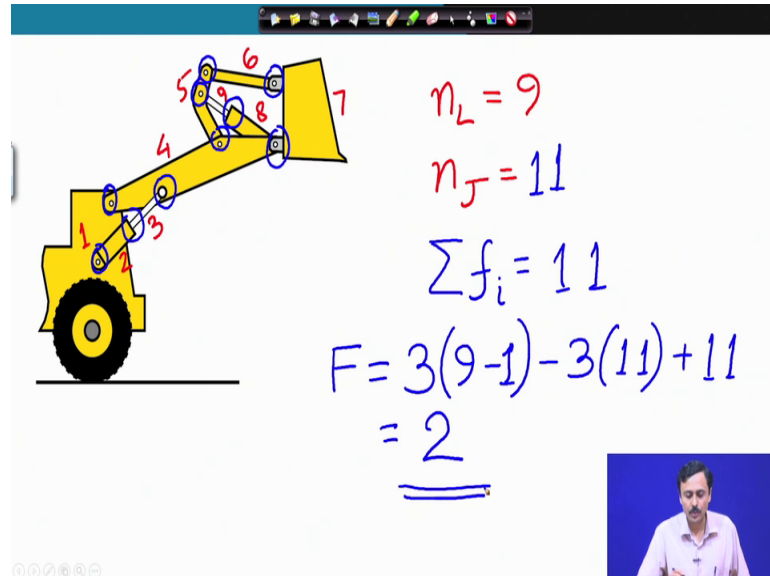 6
5
9
8
7
4
3
1
2
n_L = 9
n_J = 11
∑f_i = 11
F = 3(9-1) - 3(11) + 11
= 2